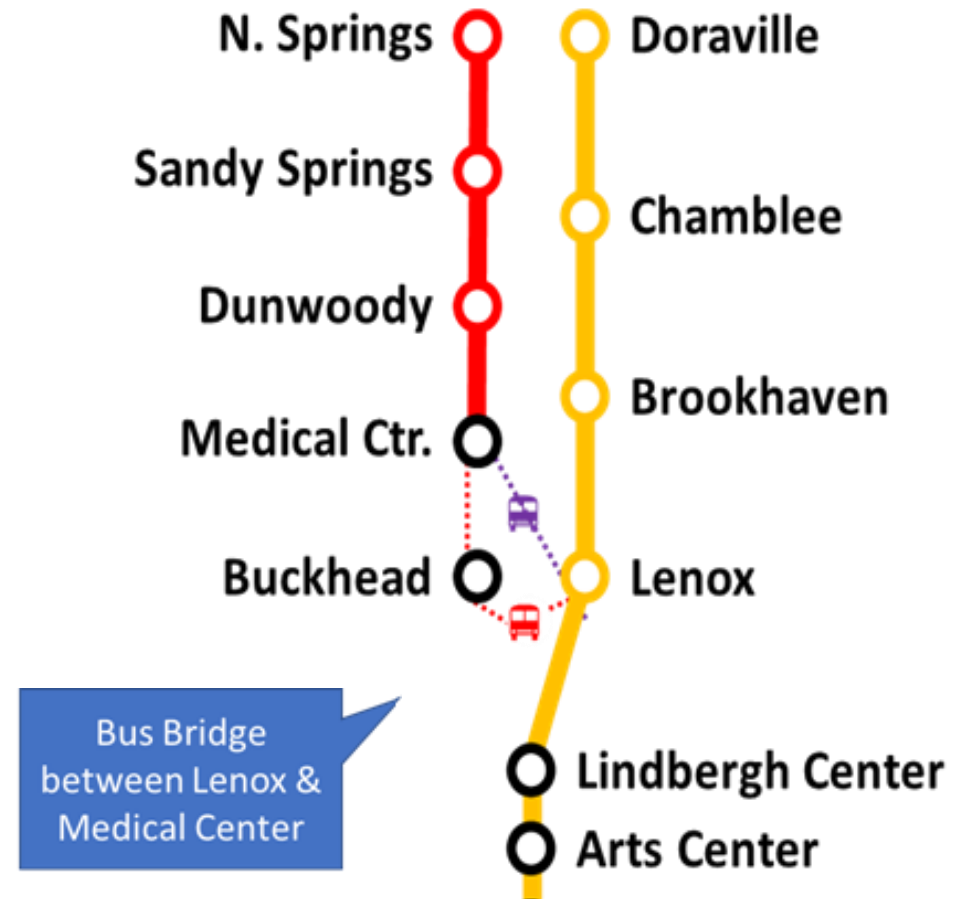 N. Springs
Doraville
Sandy Springs
Chamblee
Dunwoody
Brookhaven
Medical Ctr.
Buckhead
Lenox
Bus Bridge
between Lenox &
Medical Center
Lindbergh Center
Arts Center